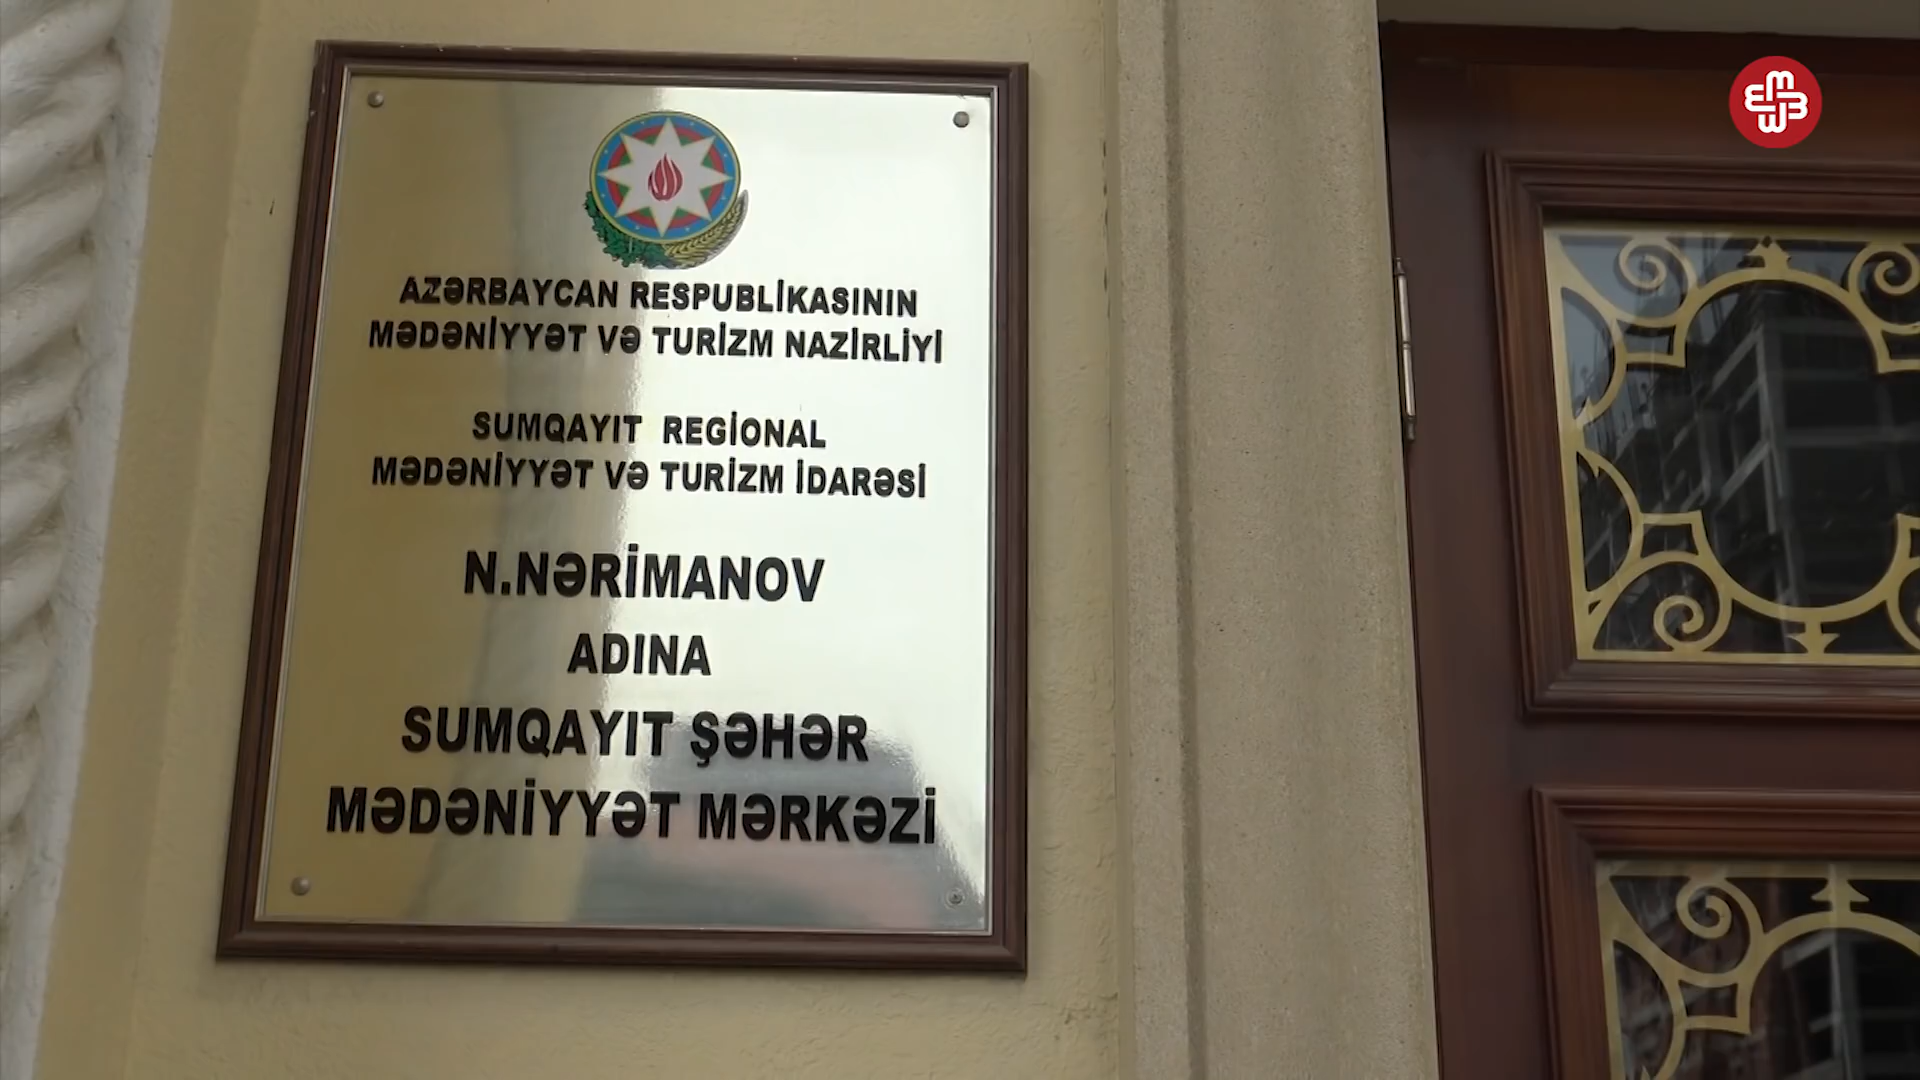 AZƏRBAYCAN RESPUBLİKASININ
MƏDƏNİYYƏT VƏ TURİZM NAZİRLİYİ
SUMQAYIT REGİONAL
MƏDƏNİYYƏT VƏ TURİZM İDARƏSİ
N.NƏRİMANOV
ADINA
SUMQAYIT ŞƏHƏR
MƏDƏNİYYƏT MƏRKƏZİ